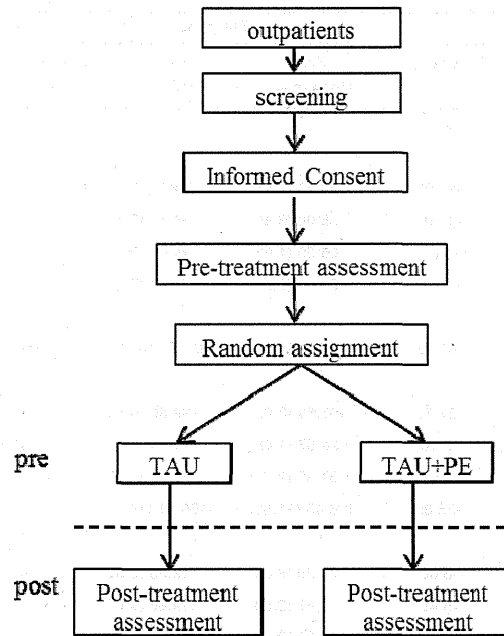 outpatients
screening
Informed Consent
Pre-treatment assessment
Random assignment
pre
TAU
TAU+PE
post
Post-treatment
assessment
Post-treatment
assessment